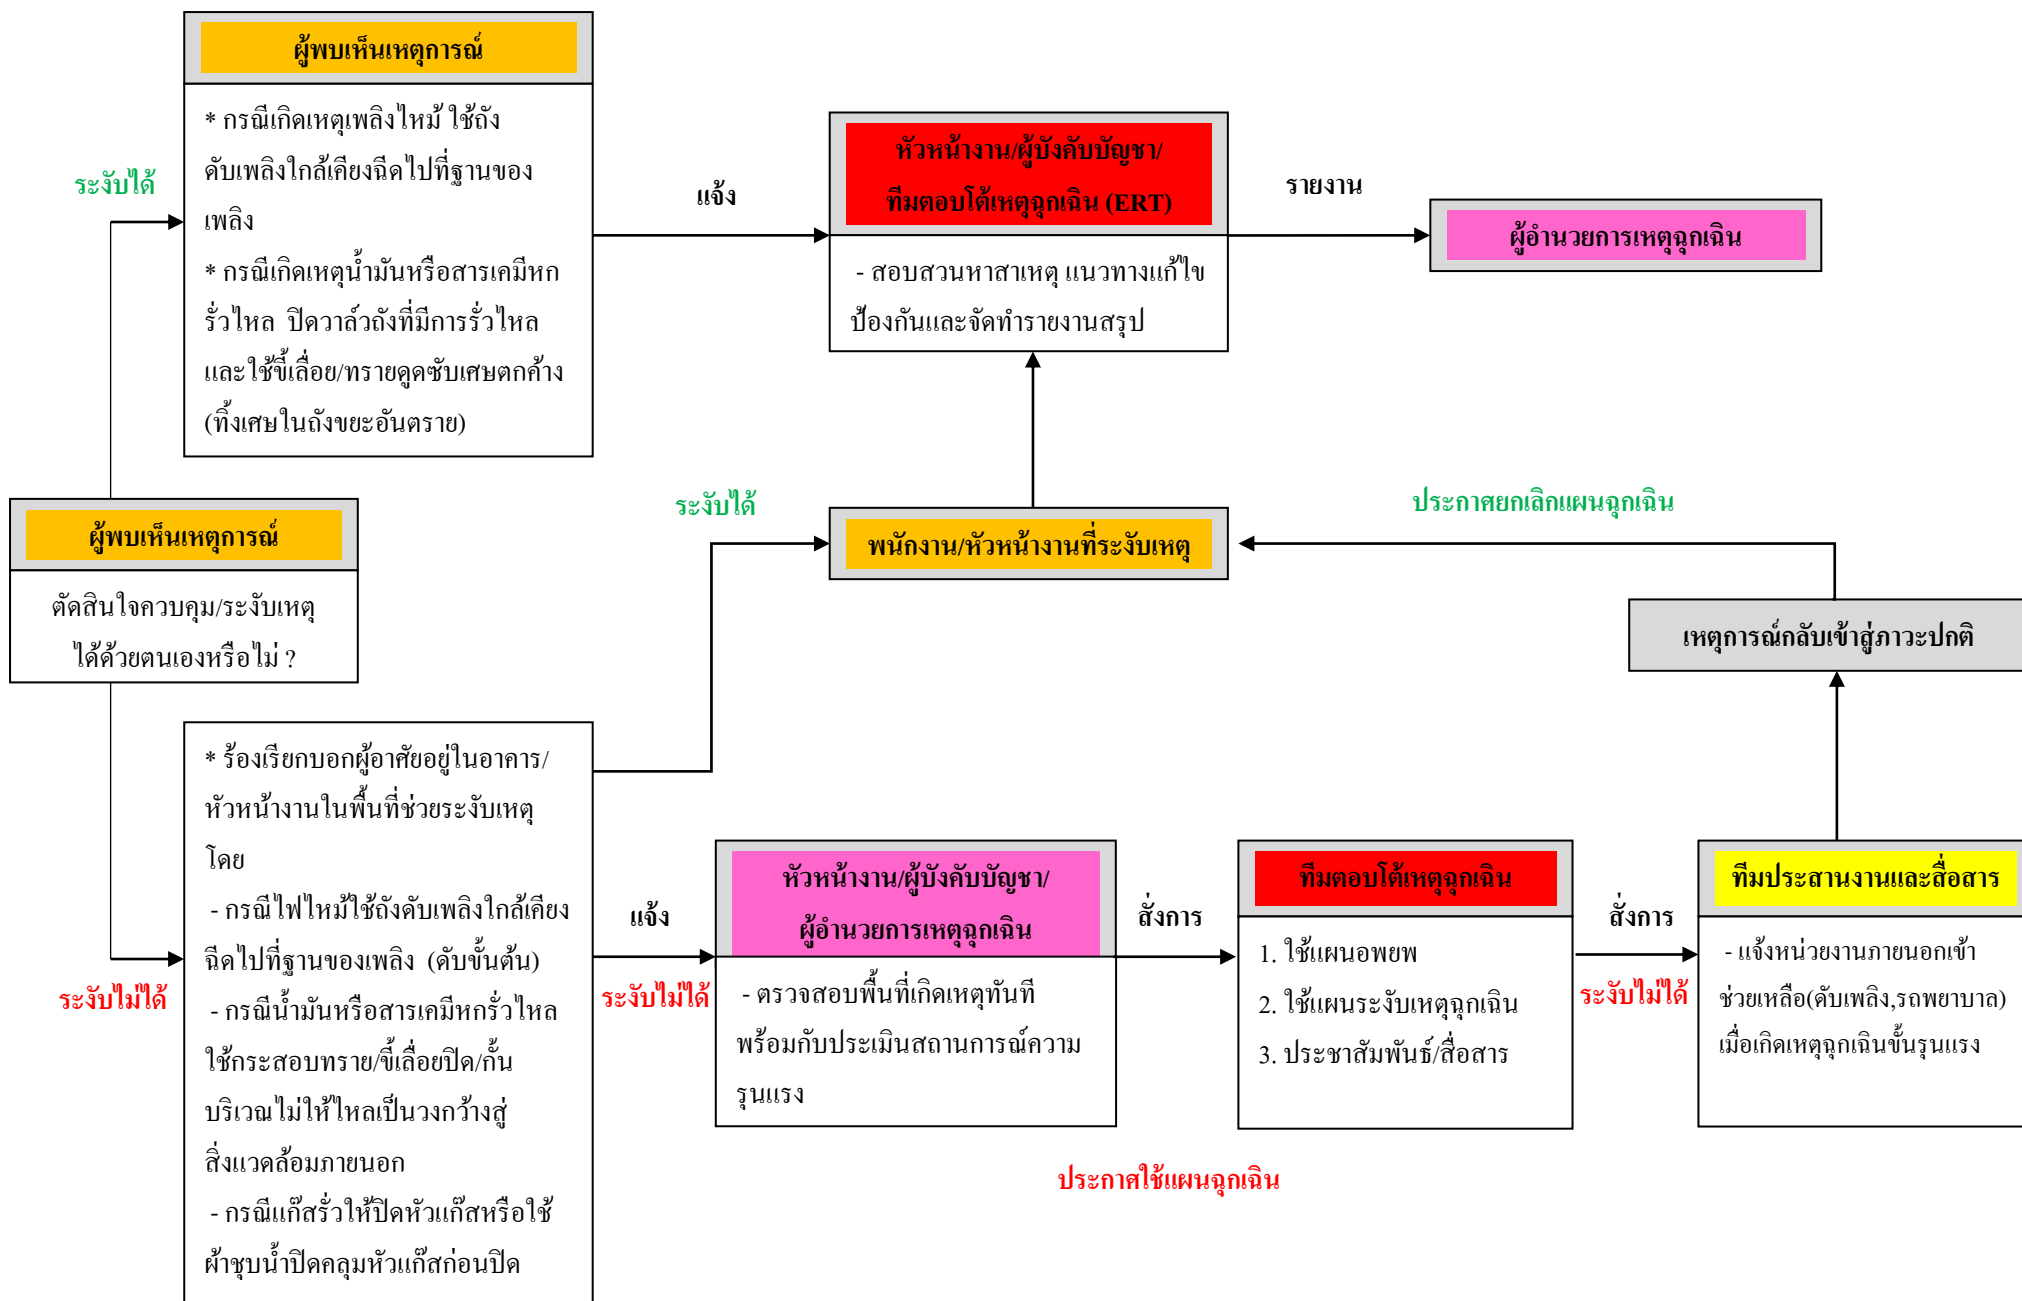 ผู้พบเห็นเหตุการณ์
* กรณีเกิดเหตุเพลิงไหม้ ใช้ถัง
ดับเพลิงใกล้เคียงฉีดไปที่ฐานของ
เพลิง
* กรณีเกิดเหตุน้ำมันหรือสารเคมีหก
รั่วไหล ปิดวาล์วถังที่มีการรั่วไหล
และใช้ขี้เลื่อย/ทรายดูดซับเศษตกค้าง
(ทิ้งเศษในถังขยะอันตราย)
ระงับได้
แจ้ง
หัวหน้างาน/ผู้บังคับบัญชา/
ทีมตอบโต้เหตุฉุกเฉิน (ERT)
- สอบสวนหาสาเหตุ แนวทางแก้ไข
ป้องกันและจัดทำรายงานสรุป
รายงาน
ผู้อำนวยการเหตุฉุกเฉิน
ผู้พบเห็นเหตุการณ์
ตัดสินใจควบคุม/ระงับเหตุ
ได้ด้วยตนเองหรือไม่ ?
ระงับได้
พนักงาน/หัวหน้างานที่ระงับเหตุ
ประกาศยกเลิกแผนฉุกเฉิน
เหตุการณ์กลับเข้าสู่ภาวะปกติ
ระงับไม่ได้
* ร้องเรียกบอกผู้อาศัยอยู่ในอาคาร/
หัวหน้างานในพื้นที่ช่วยระงับเหตุ
โดย
- กรณีไฟไหม้ใช้ถังดับเพลิงใกล้เคียง
ฉีดไปที่ฐานของเพลิง (ดับขั้นต้น)
- กรณีน้ำมันหรือสารเคมีหกรั่วไหล
ใช้กระสอบทราย/ขี้เลื่อยปิด/กั้น
บริเวณไม่ให้ไหลเป็นวงกว้างสู่
สิ่งแวดล้อมภายนอก
- กรณีแก๊สรั่วให้ปิดหัวแก๊สหรือใช้
ผ้าชุบน้ำปิดคลุมหัวแก๊สก่อนปิด
แจ้ง
ระงับไม่ได้
หัวหน้างาน/ผู้บังคับบัญชา/
ผู้อำนวยการเหตุฉุกเฉิน
- ตรวจสอบพื้นที่เกิดเหตุทันที
พร้อมกับประเมินสถานการณ์ความ
รุนแรง
สั่งการ
ทีมตอบโต้เหตุฉุกเฉิน
1. ใช้แผนอพยพ
2. ใช้แผนระงับเหตุฉุกเฉิน
3. ประชาสัมพันธ์/สื่อสาร
สั่งการ
ระงับไม่ได้
ทีมประสานงานและสื่อสาร
- แจ้งหน่วยงานภายนอกเข้า
ช่วยเหลือ(ดับเพลิง,รถพยาบาล)
เมื่อเกิดเหตุฉุกเฉินขั้นรุนแรง
ประกาศใช้แผนฉุกเฉิน